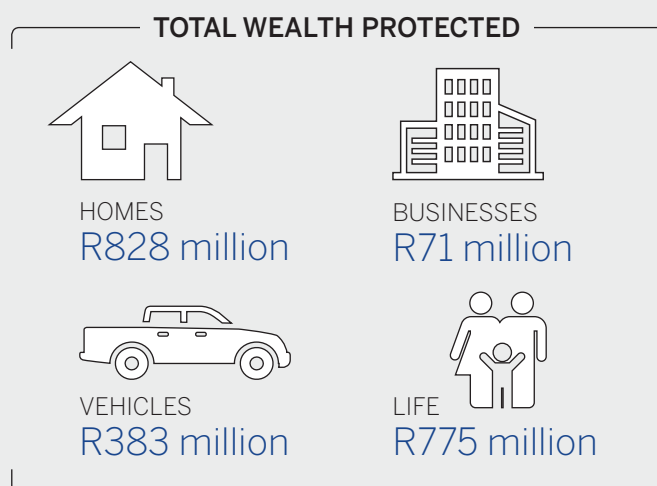 TOTAL WEALTH PROTECTED
HOMES
R828 million
BUSINESSES
R71 million
VEHICLES
R383 million
LIFE
R775 million